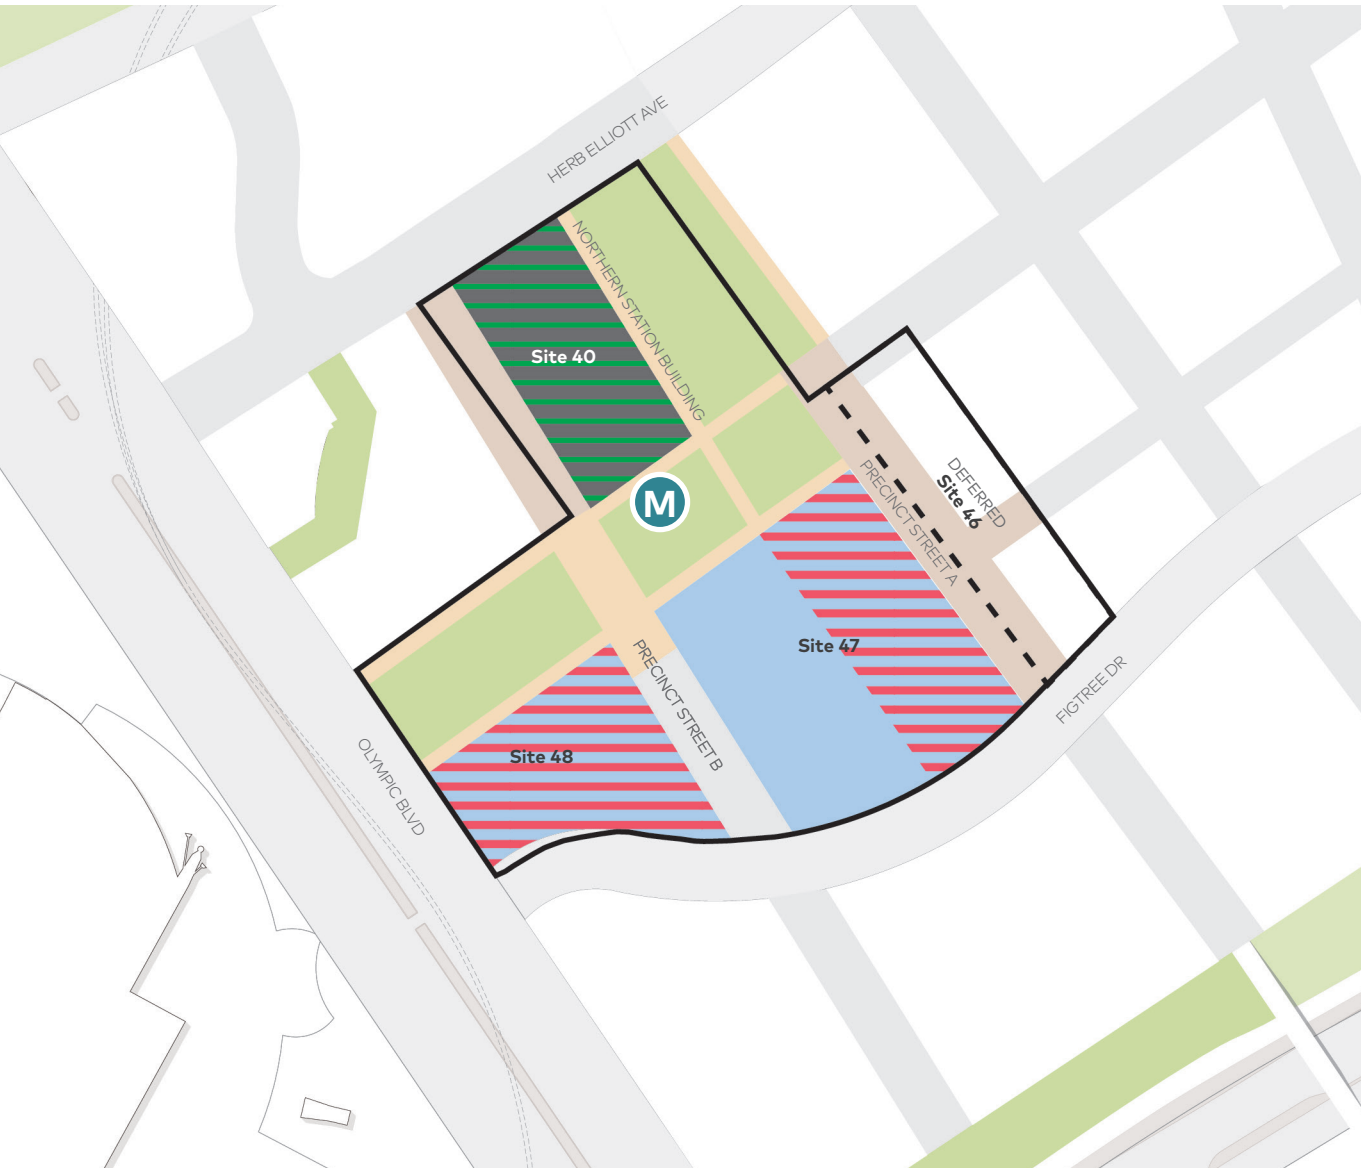 HERB ELLIOTT AVE
NORTHERN STATION BUILDING
Site 40
M
DEFERRED
Site 46
PRECINCT STREET A
Site 47
PRECINCT STREET B
FIGTREE DR
Site 48
OLYMPIC BLVD